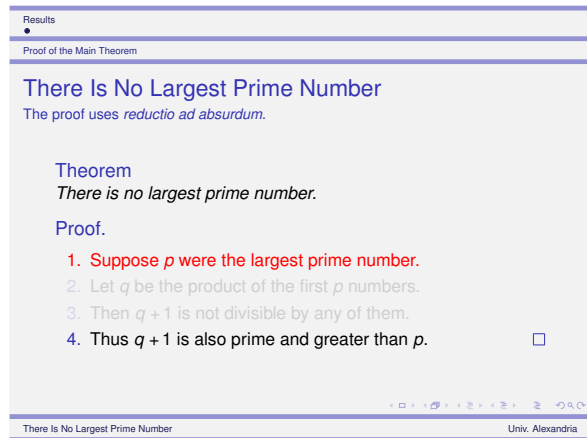 Results
Proof of the Main Theorem
There Is No Largest Prime Number
The proof uses reductio ad absurdum.
Theorem
There is no largest prime number.
Proof.
1. Suppose p were the largest prime number.
2. Let q be the product of the first p numbers.
3. Then q + 1 is not divisible by any of them.
4. Thus q + 1 is also prime and greater than p.
There Is No Largest Prime Number Univ. Alexandria